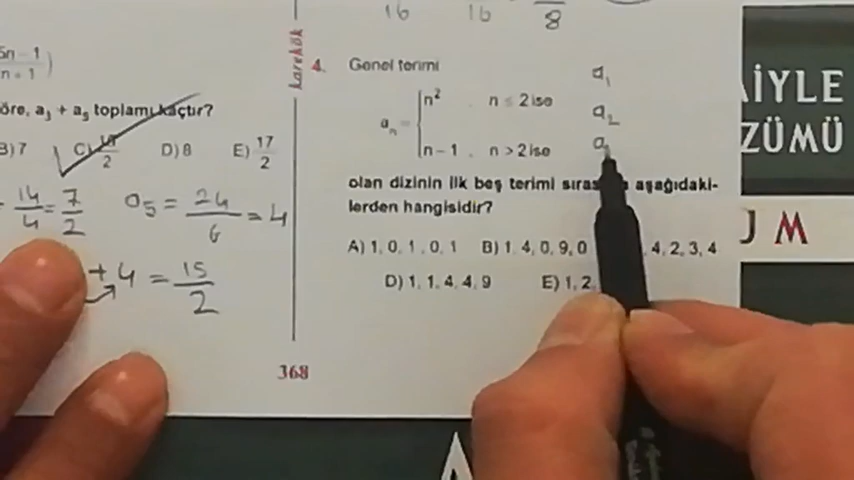 16 16 8
5n-1
n+1
öre, a₃ + a₅ toplamı kaçtır?
B) 7 C) 15/2 D) 8 E) 17/2
= 14/4 = 7/2 a₅ = 24/6 = 4
+ 4 = 15/2
karekök
4. Genel terimi
aₙ =
n² , n ≤ 2 ise
n-1 , n > 2 ise
a₁
a₂
olan dizinin ilk beş terimi aşağıdaki-
lerden hangisidir?
A) 1, 0, 1, 0, 1 B) 1, 4, 0, 9, 0 4, 2, 3, 4
D) 1, 1, 4, 4, 9 E) 1, 2,
368
İYLE
ZÜMÜ
M